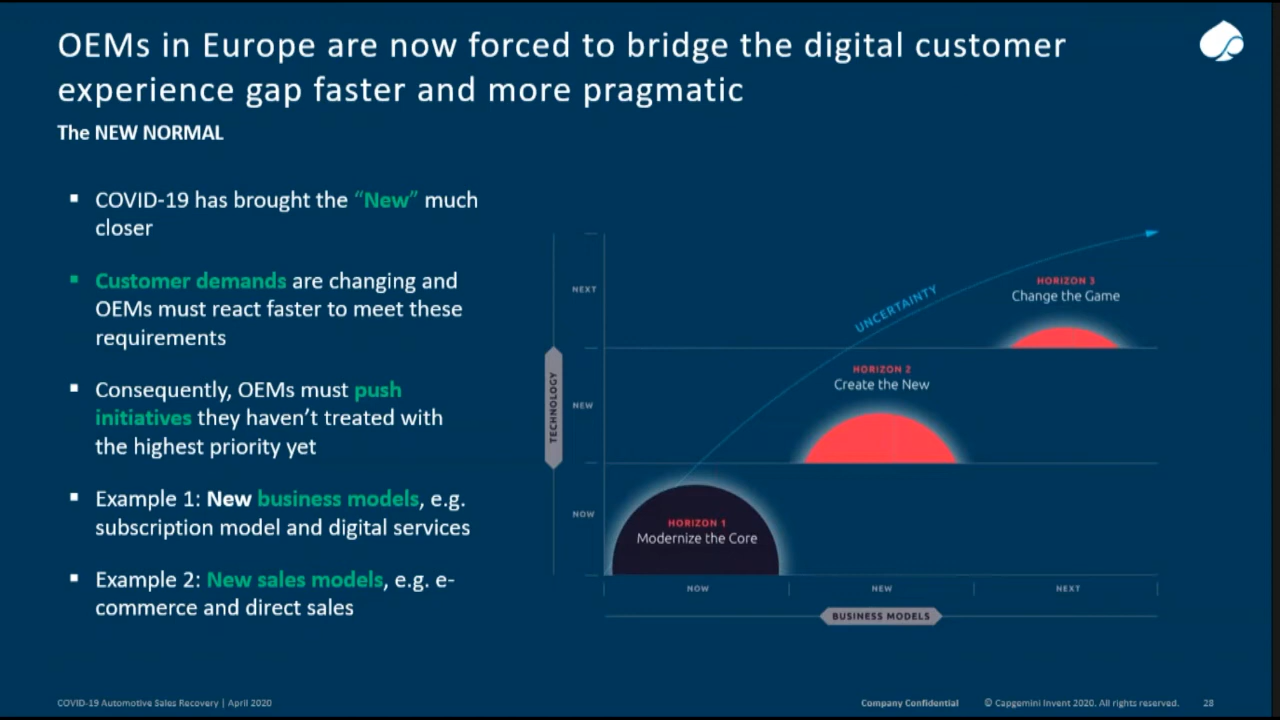 OEMs in Europe are now forced to bridge the digital customer
experience gap faster and more pragmatic
The NEW NORMAL
▪ COVID-19 has brought the “New” much
closer
▪ Customer demands are changing and
OEMs must react faster to meet these
requirements
▪ Consequently, OEMs must push
initiatives they haven’t treated with
the highest priority yet
▪ Example 1: New business models, e.g.
subscription model and digital services
▪ Example 2: New sales models, e.g. e-
commerce and direct sales
TECHNOLOGY
NEXT
NEW
NOW
UNCERTAINTY
HORIZON 3
Change the Game
HORIZON 2
Create the New
HORIZON 1
Modernize the Core
NOW
NEW
NEXT
BUSINESS MODELS
COVID-19 Automotive Sales Recovery | April 2020
Company Confidential
© Capgemini Invent 2020. All rights reserved.
28